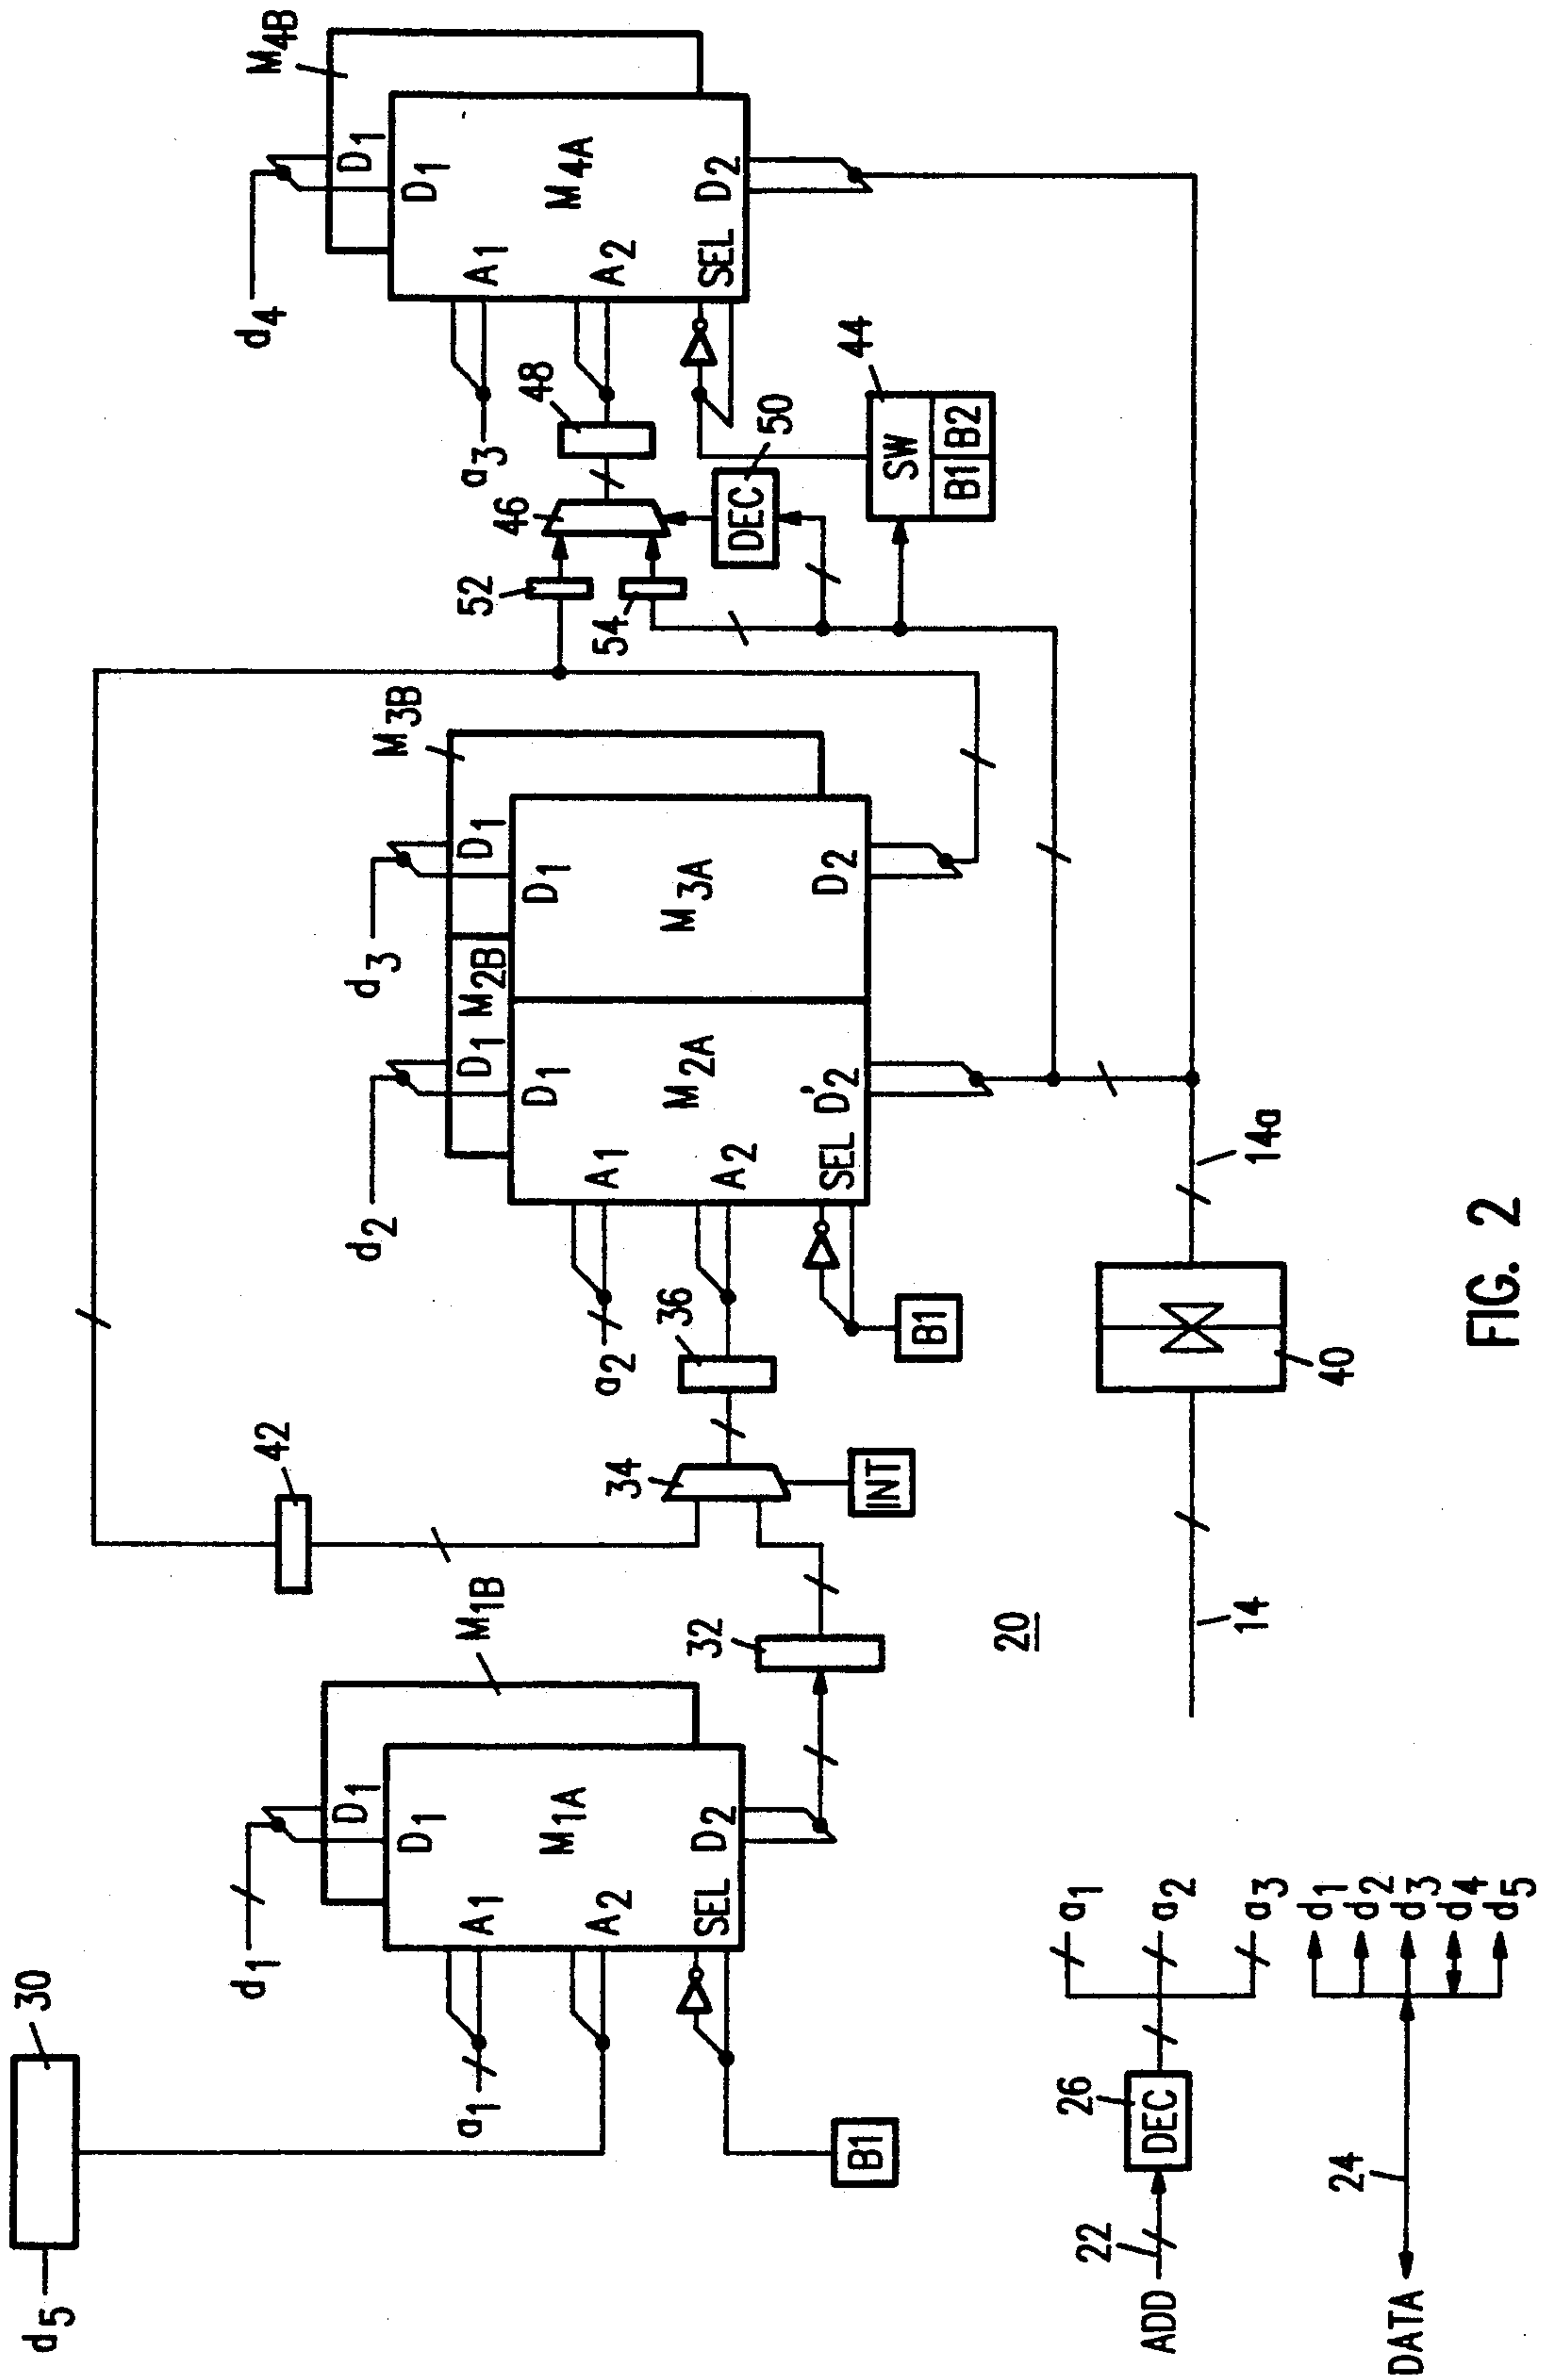 d5
30
a1
d1
D1
D1
A1
A2
SEL
D2
M1A
M1B
B1
32
42
34
INT
36
a2
d2
d3
D1
M2B
D1
M3B
D1
D1
A1
A2
SEL
D'2
M2A
M3A
D2
B1
52
54
46
48
DEC
50
SW
B1
B2
44
a3
d4
D1
D1
A1
A2
SEL
D2
M4A
M4B
ADD
22
DEC
26
a1
a2
a3
DATA
24
d1
d2
d3
d4
d5
20
14
40
14a
FIG. 2